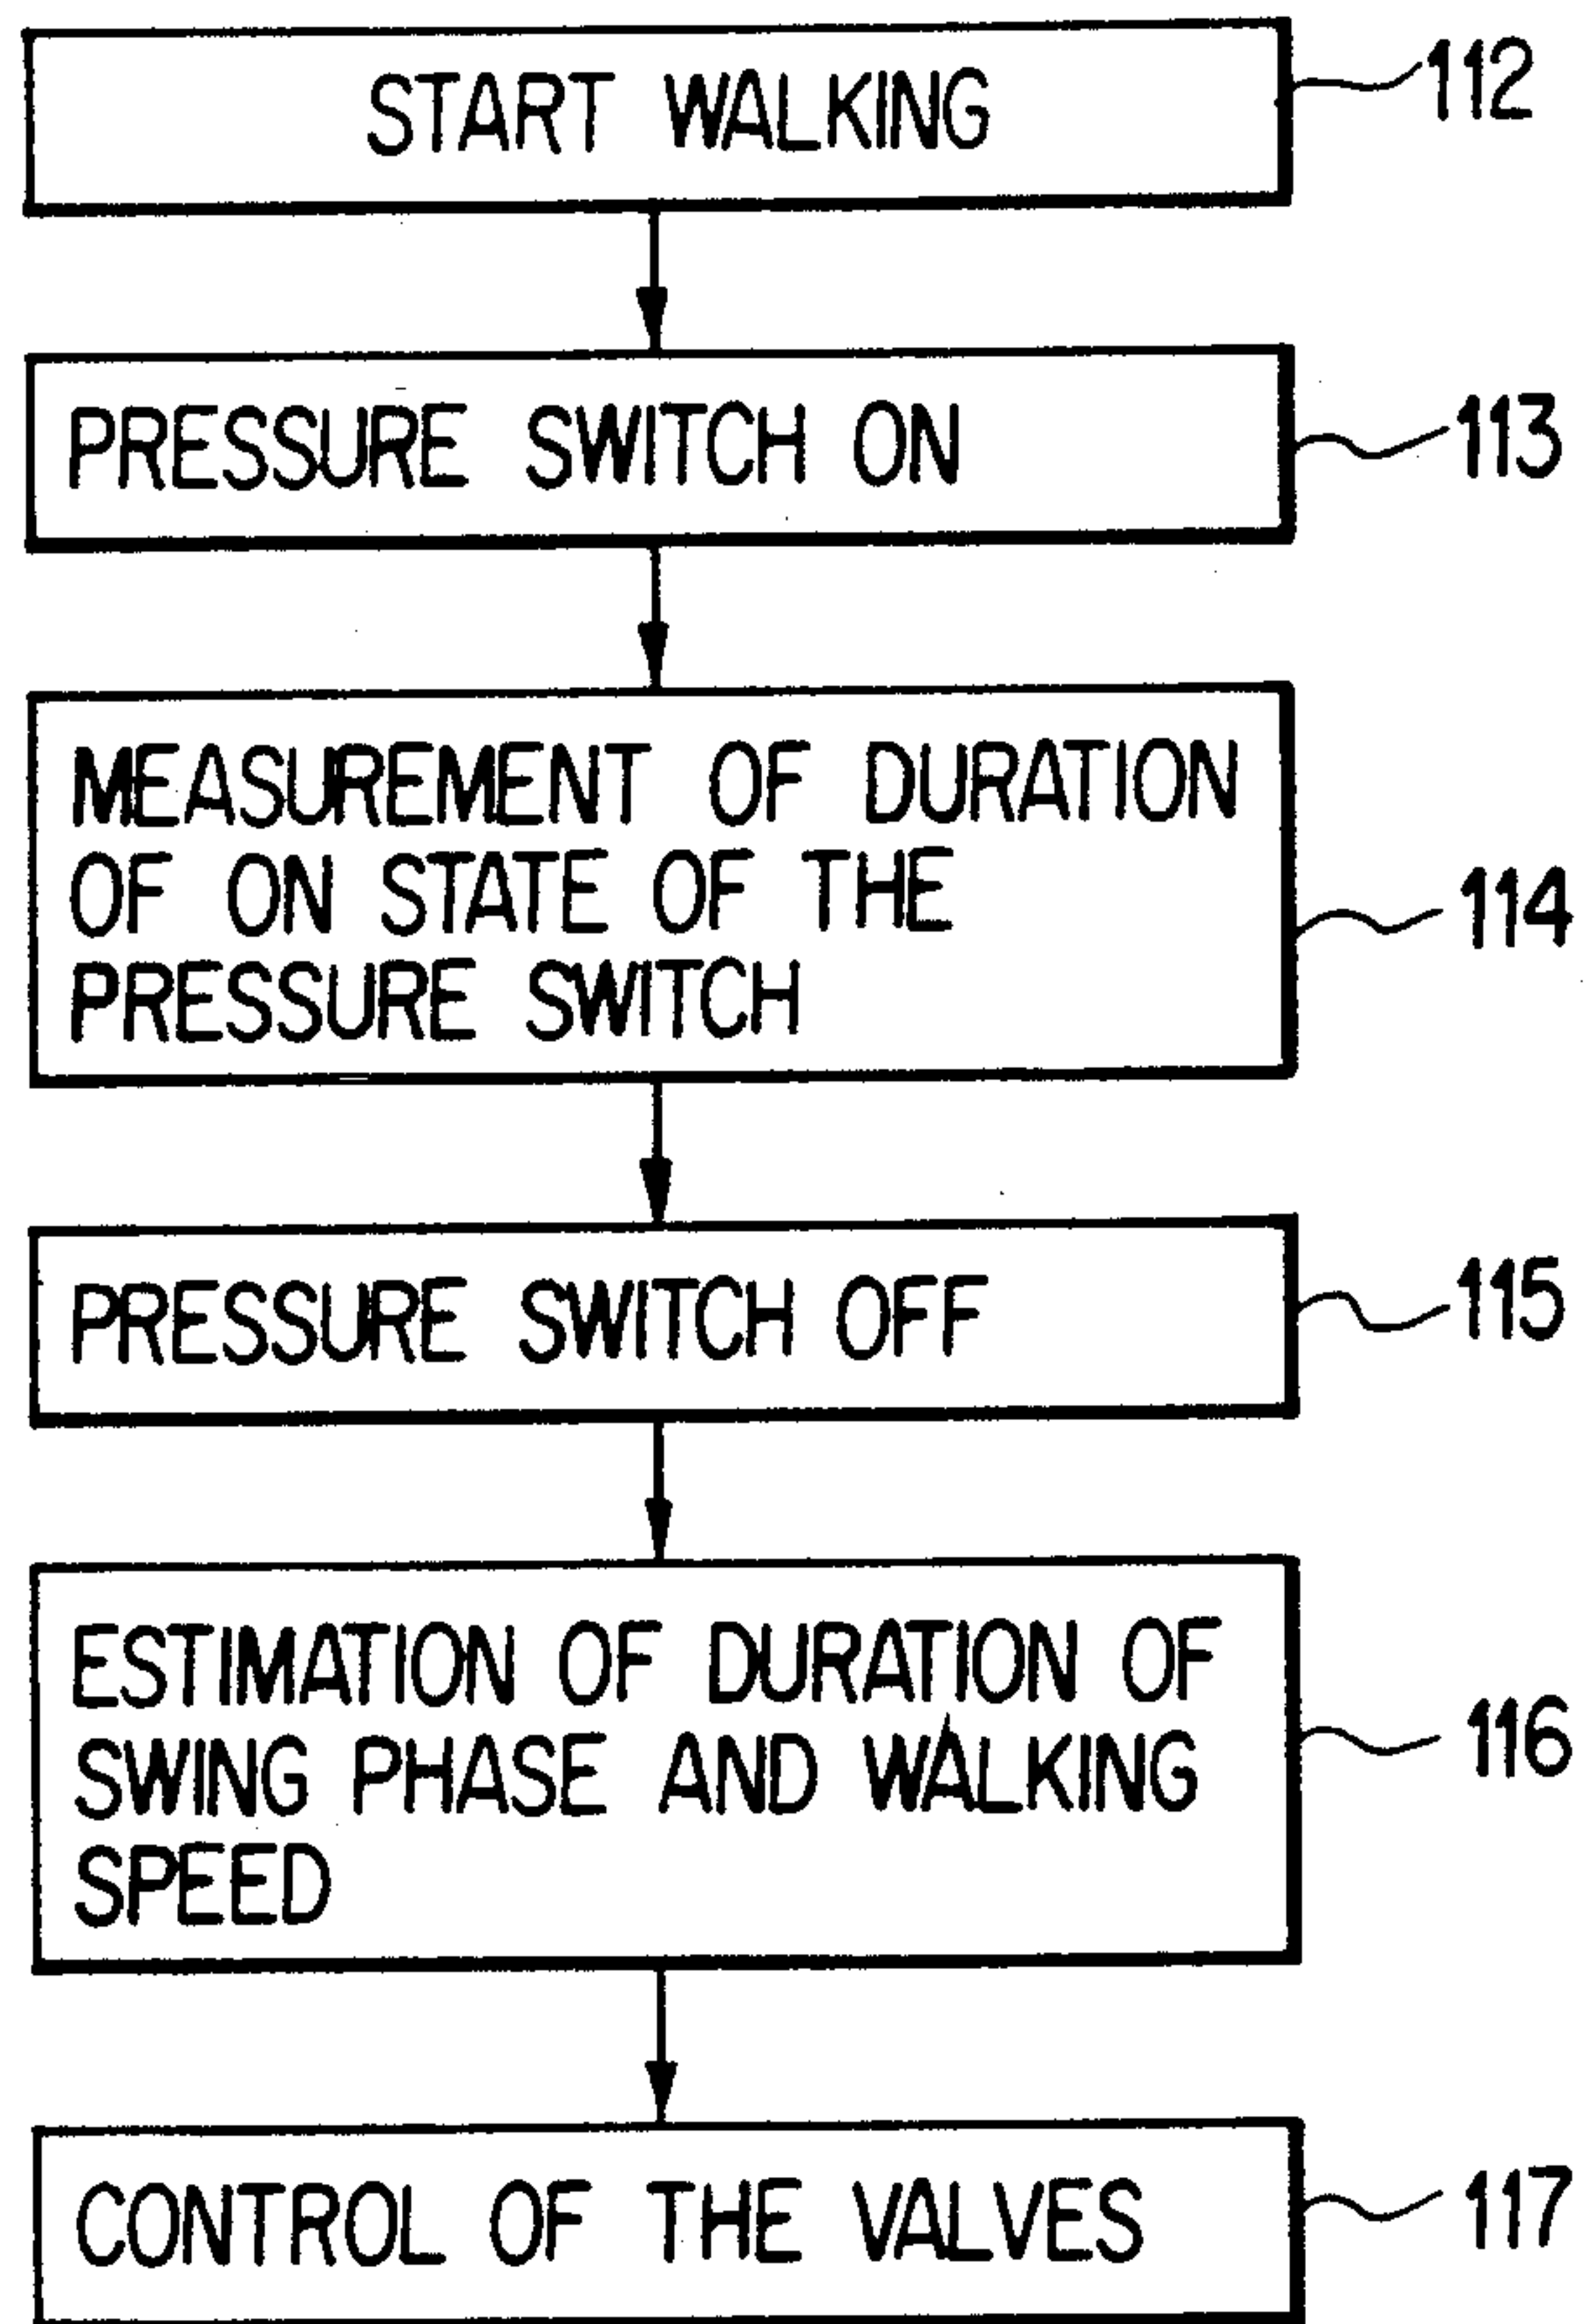 START WALKING
112
PRESSURE SWITCH ON
113
MEASUREMENT OF DURATION
OF ON STATE OF THE
PRESSURE SWITCH
114
PRESSURE SWITCH OFF
115
ESTIMATION OF DURATION OF
SWING PHASE AND WALKING
SPEED
116
CONTROL OF THE VALVES
117